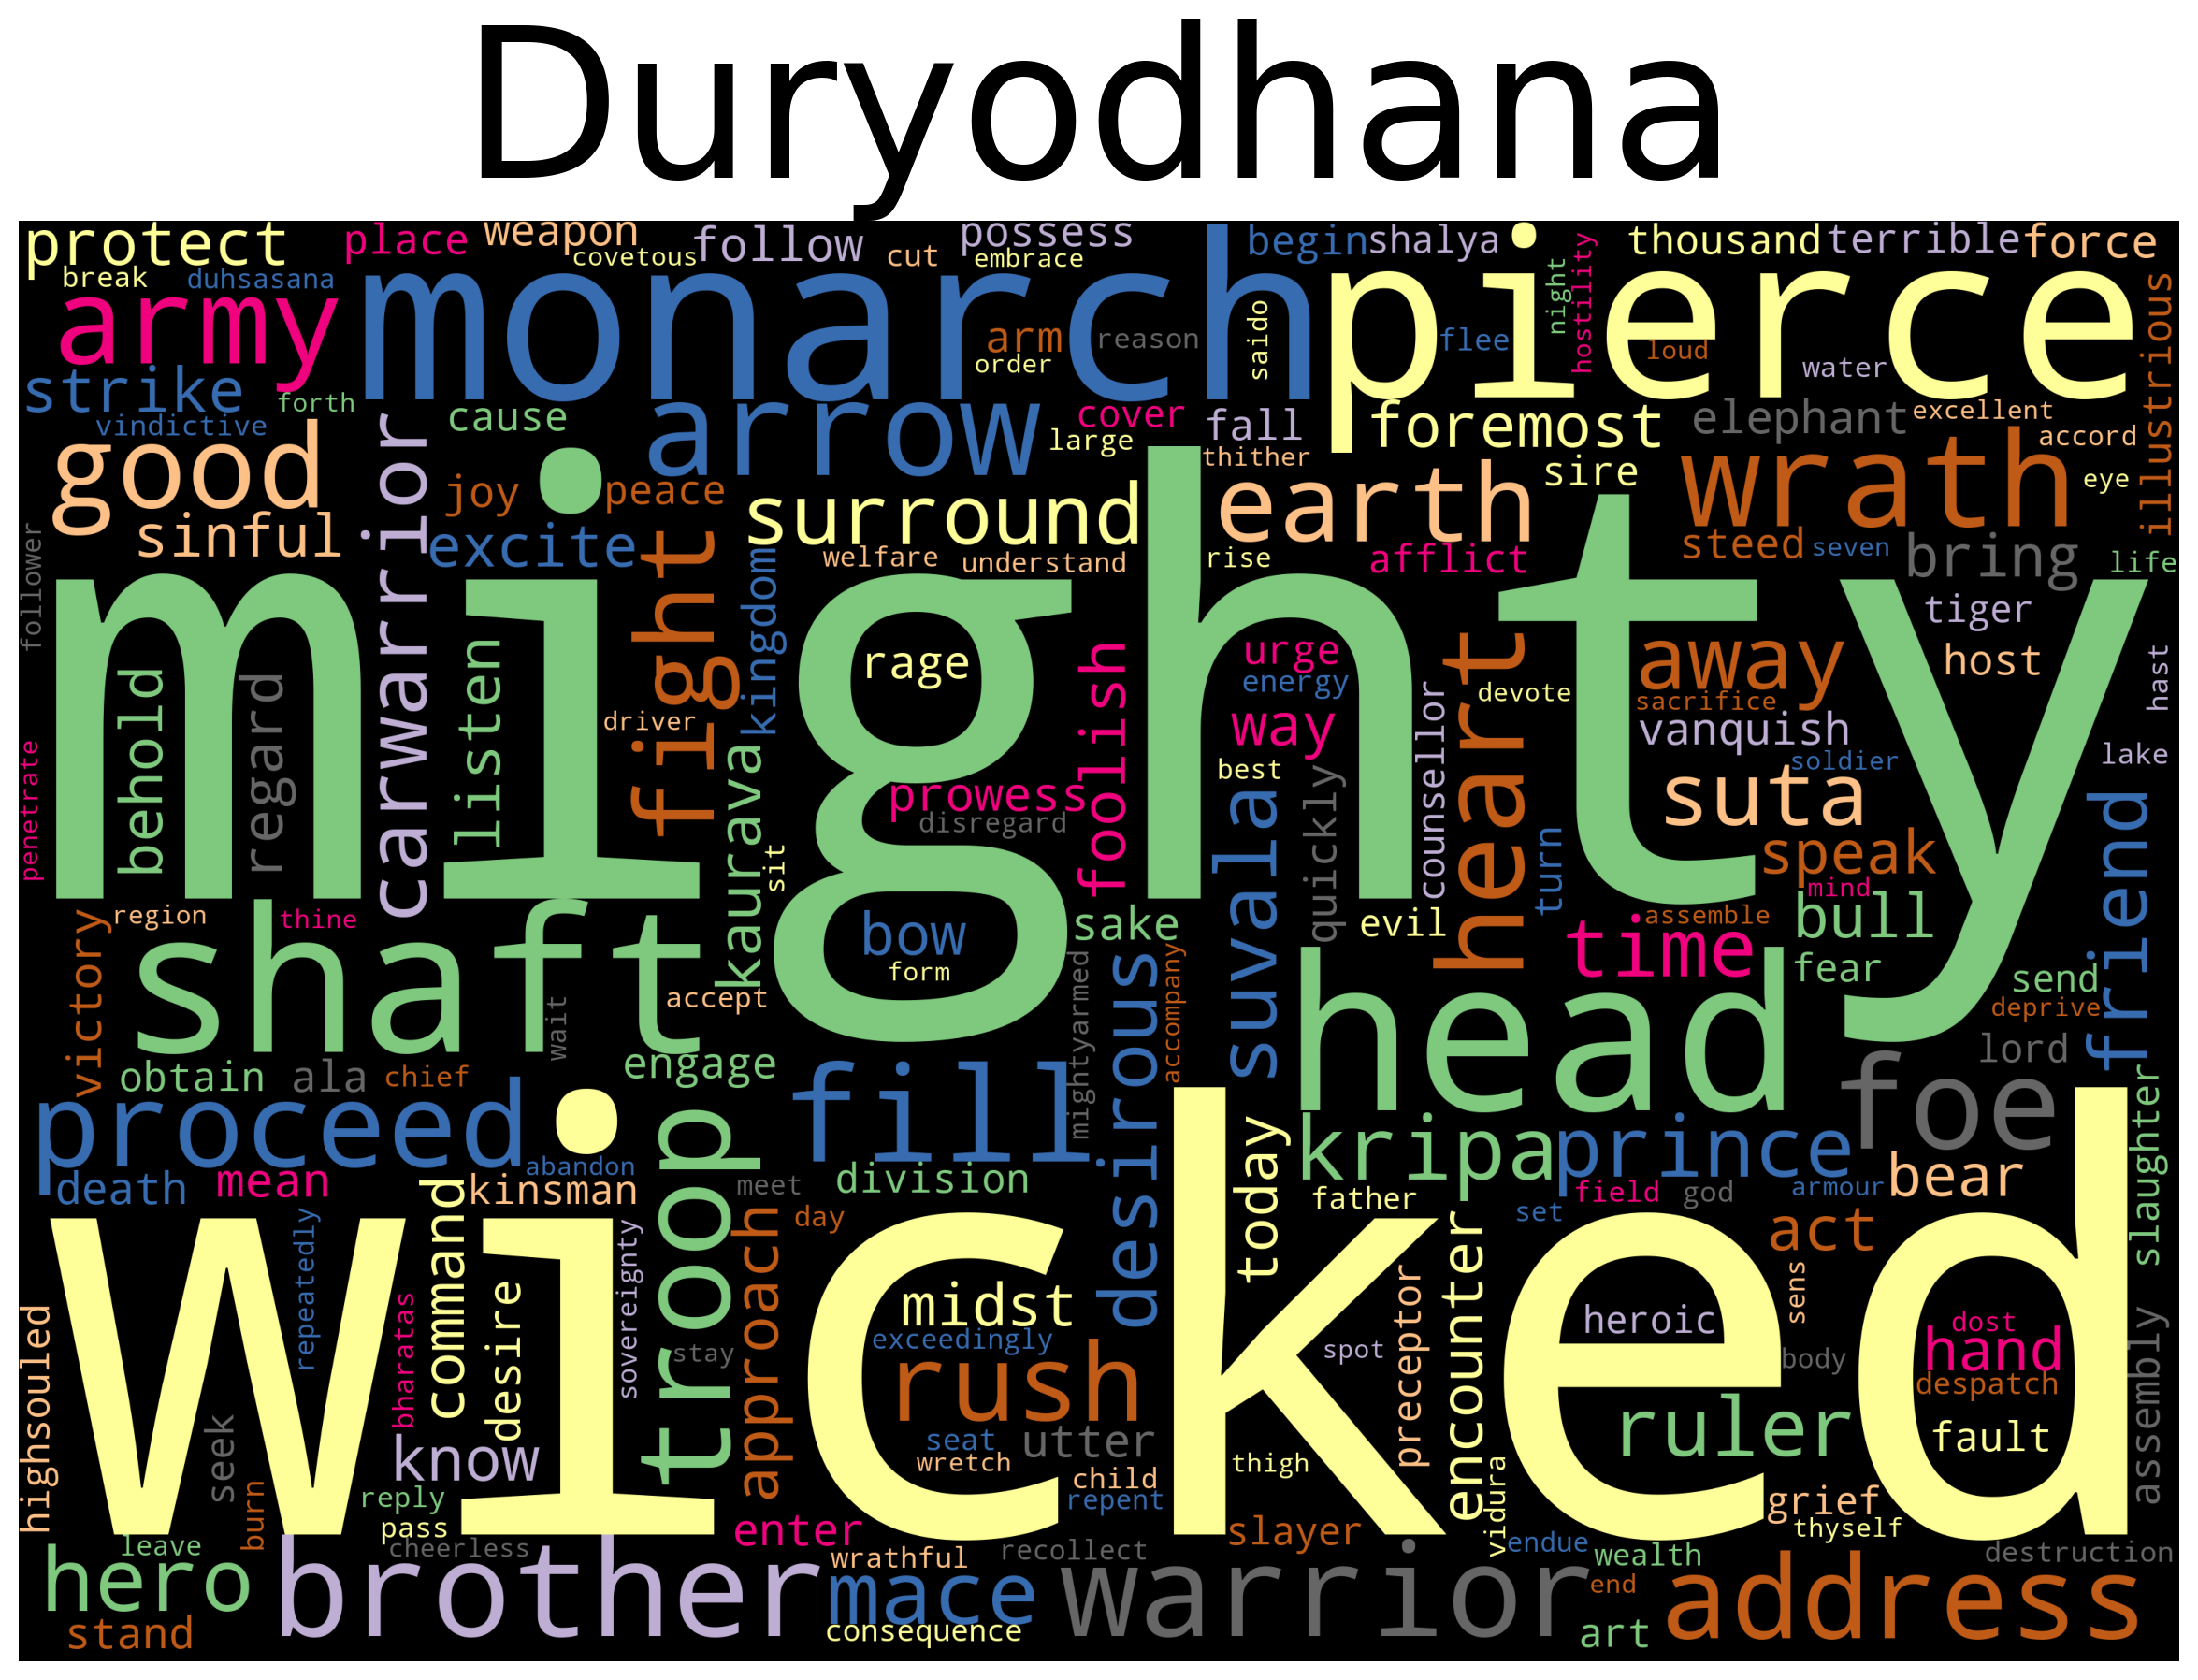 Duryodhana
protect
place
weapon
follow
possess
begin
shalya
thousand
terrible
force
break
duhsasana
covetous
cut
embrace
monarch
pierce
night
hostility
illustrious
army
arm
reason
saido
flee
loud
water
order
strike
forth
vindictive
cause
arrow
cover
large
fall
thither
foremost
elephant
excellent
accord
eye
good
carwarrior
joy
peace
surround
earth
sire
wrath
sinful
excite
fight
kingdom
welfare
understand
rise
afflict
steed
seven
bring
life
follower
mighty
tiger
host
hast
behold
regard
listen
rage
foolish
urge
energy
heart
devote
away
sacrifice
driver
way
counsellor
vanquish
soldier
lake
penetrate
kaurava
prowess
disregard
best
suvala
quickly
suta
friend
sit
turn
speak
mind
region
thine
shaft
bow
form
sake
evil
time
assemble
bull
fear
send
deprive
victory
wait
accept
mightyarmed
desirous
accompany
head
foe
lord
obtain
ala
chief
engage
proceed
fill
slaughter
troop
today
kripa
prince
bear
death
mean
abandon
kinsman
meet
division
father
field
god
armour
wicked
repeatedly
command
sovereignty
approach
day
set
act
encounter
sens
highsouled
bharatas
desire
midst
exceedingly
preceptor
heroic
dost
hand
assembly
stay
rush
spot
body
despatch
seek
know
seat
utter
ruler
fault
wretch
child
thigh
burn
reply
repent
vidura
grief
pass
enter
slayer
thyself
leave
cheerless
wrathful
recollect
endue
wealth
destruction
hero
brother
mace
warrior
end
address
stand
consequence
art